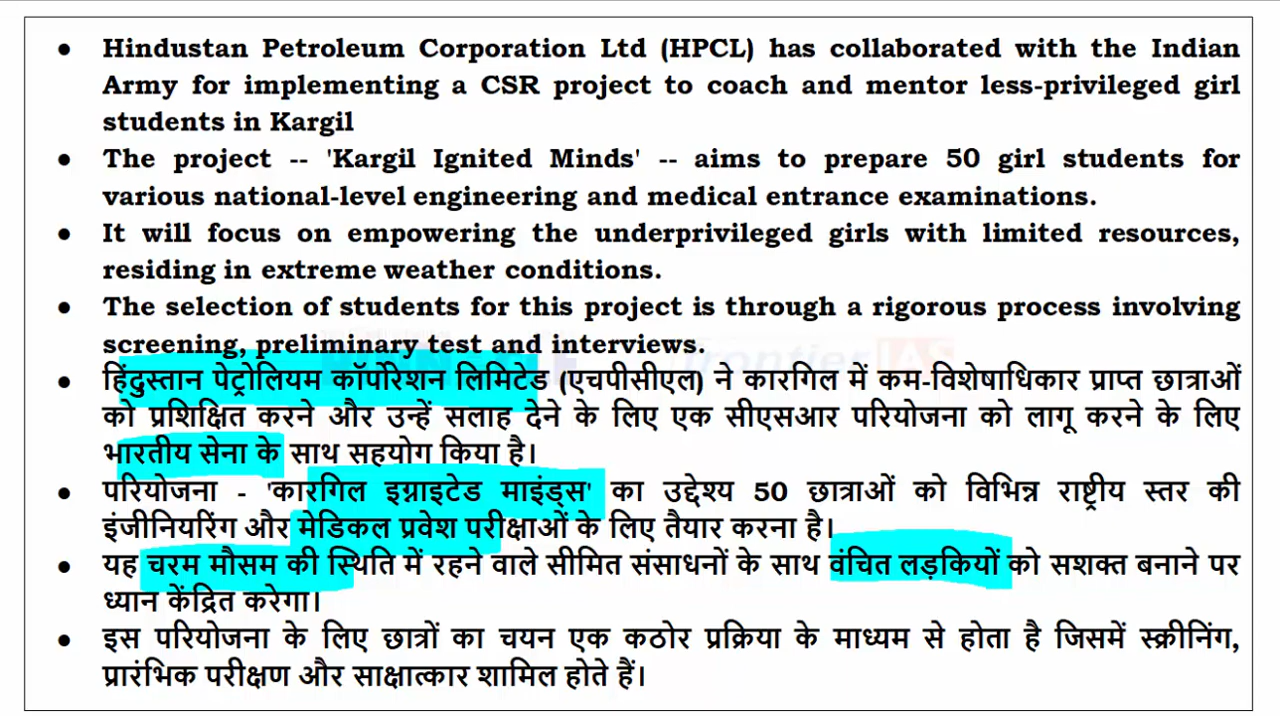 ● Hindustan Petroleum Corporation Ltd (HPCL) has collaborated with the Indian
Army for implementing a CSR project to coach and mentor less-privileged girl
students in Kargil
● The project -- 'Kargil Ignited Minds' -- aims to prepare 50 girl students for
various national-level engineering and medical entrance examinations.
● It will focus on empowering the underprivileged girls with limited resources,
residing in extreme weather conditions.
● The selection of students for this project is through a rigorous process involving
screening, preliminary test and interviews.
frontier IAS
● हिंदुस्तान पेट्रोलियम कॉर्पोरेशन लिमिटेड (एचपीसीएल) ने कारगिल में कम-विशेषाधिकार प्राप्त छात्राओं
को प्रशिक्षित करने और उन्हें सलाह देने के लिए एक सीएसआर परियोजना को लागू करने के लिए
भारतीय सेना के साथ सहयोग किया है।
● परियोजना - 'कारगिल इग्नाइटेड माइंड्स' का उद्देश्य 50 छात्राओं को विभिन्न राष्ट्रीय स्तर की
इंजीनियरिंग और मेडिकल प्रवेश परीक्षाओं के लिए तैयार करना है।
● यह चरम मौसम की स्थिति में रहने वाले सीमित संसाधनों के साथ वंचित लड़कियों को सशक्त बनाने पर
ध्यान केंद्रित करेगा।
● इस परियोजना के लिए छात्रों का चयन एक कठोर प्रक्रिया के माध्यम से होता है जिसमें स्क्रीनिंग,
प्रारंभिक परीक्षण और साक्षात्कार शामिल होते हैं।